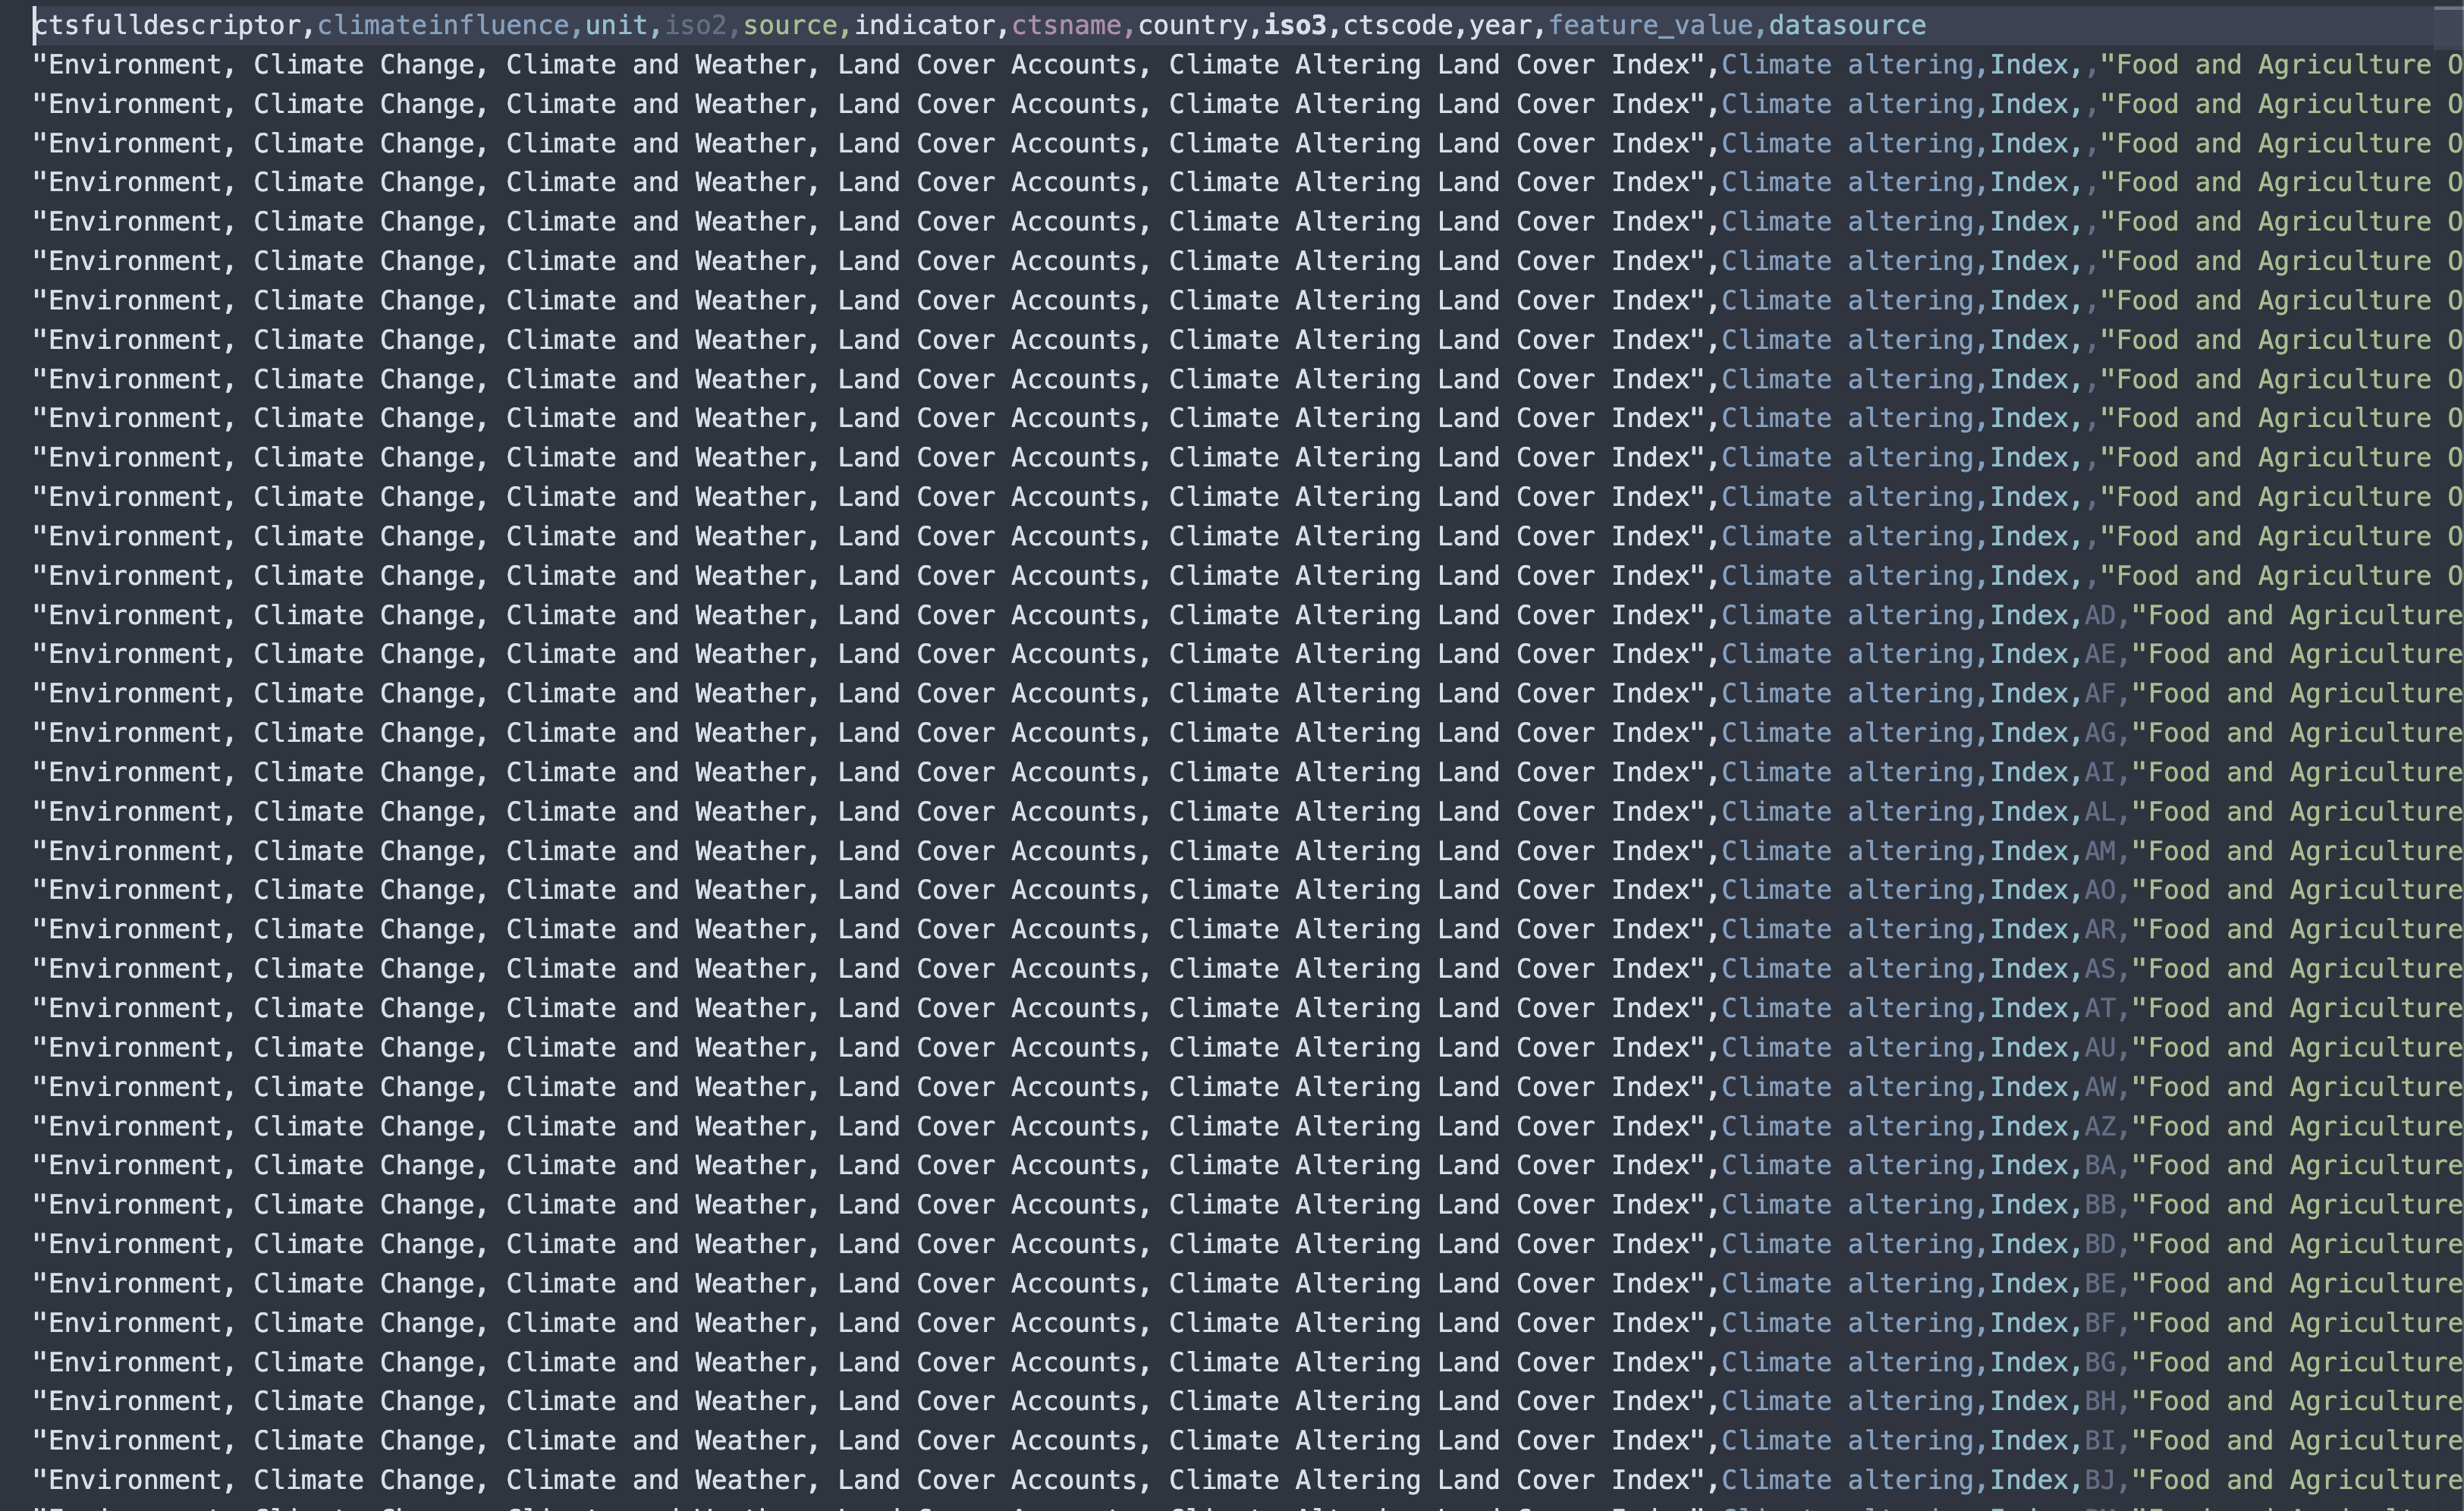 ctsfulldescriptor,climateinfluence,unit,iso2,source,indicator,ctsname,country,iso3,ctscode,year,feature_value,datasource
"Environment, Climate Change, Climate and Weather, Land Cover Accounts, Climate Altering Land Cover Index",Climate altering,Index,,"Food and Agriculture O
"Environment, Climate Change, Climate and Weather, Land Cover Accounts, Climate Altering Land Cover Index",Climate altering,Index,,"Food and Agriculture O
"Environment, Climate Change, Climate and Weather, Land Cover Accounts, Climate Altering Land Cover Index",Climate altering,Index,,"Food and Agriculture O
"Environment, Climate Change, Climate and Weather, Land Cover Accounts, Climate Altering Land Cover Index",Climate altering,Index,,"Food and Agriculture O
"Environment, Climate Change, Climate and Weather, Land Cover Accounts, Climate Altering Land Cover Index",Climate altering,Index,,"Food and Agriculture O
"Environment, Climate Change, Climate and Weather, Land Cover Accounts, Climate Altering Land Cover Index",Climate altering,Index,,"Food and Agriculture O
"Environment, Climate Change, Climate and Weather, Land Cover Accounts, Climate Altering Land Cover Index",Climate altering,Index,,"Food and Agriculture O
"Environment, Climate Change, Climate and Weather, Land Cover Accounts, Climate Altering Land Cover Index",Climate altering,Index,,"Food and Agriculture O
"Environment, Climate Change, Climate and Weather, Land Cover Accounts, Climate Altering Land Cover Index",Climate altering,Index,,"Food and Agriculture O
"Environment, Climate Change, Climate and Weather, Land Cover Accounts, Climate Altering Land Cover Index",Climate altering,Index,,"Food and Agriculture O
"Environment, Climate Change, Climate and Weather, Land Cover Accounts, Climate Altering Land Cover Index",Climate altering,Index,,"Food and Agriculture O
"Environment, Climate Change, Climate and Weather, Land Cover Accounts, Climate Altering Land Cover Index",Climate altering,Index,,"Food and Agriculture O
"Environment, Climate Change, Climate and Weather, Land Cover Accounts, Climate Altering Land Cover Index",Climate altering,Index,,"Food and Agriculture O
"Environment, Climate Change, Climate and Weather, Land Cover Accounts, Climate Altering Land Cover Index",Climate altering,Index,,"Food and Agriculture O
"Environment, Climate Change, Climate and Weather, Land Cover Accounts, Climate Altering Land Cover Index",Climate altering,Index,AD,"Food and Agriculture
"Environment, Climate Change, Climate and Weather, Land Cover Accounts, Climate Altering Land Cover Index",Climate altering,Index,AE,"Food and Agriculture
"Environment, Climate Change, Climate and Weather, Land Cover Accounts, Climate Altering Land Cover Index",Climate altering,Index,AF,"Food and Agriculture
"Environment, Climate Change, Climate and Weather, Land Cover Accounts, Climate Altering Land Cover Index",Climate altering,Index,AG,"Food and Agriculture
"Environment, Climate Change, Climate and Weather, Land Cover Accounts, Climate Altering Land Cover Index",Climate altering,Index,AI,"Food and Agriculture
"Environment, Climate Change, Climate and Weather, Land Cover Accounts, Climate Altering Land Cover Index",Climate altering,Index,AL,"Food and Agriculture
"Environment, Climate Change, Climate and Weather, Land Cover Accounts, Climate Altering Land Cover Index",Climate altering,Index,AM,"Food and Agriculture
"Environment, Climate Change, Climate and Weather, Land Cover Accounts, Climate Altering Land Cover Index",Climate altering,Index,AO,"Food and Agriculture
"Environment, Climate Change, Climate and Weather, Land Cover Accounts, Climate Altering Land Cover Index",Climate altering,Index,AR,"Food and Agriculture
"Environment, Climate Change, Climate and Weather, Land Cover Accounts, Climate Altering Land Cover Index",Climate altering,Index,AS,"Food and Agriculture
"Environment, Climate Change, Climate and Weather, Land Cover Accounts, Climate Altering Land Cover Index",Climate altering,Index,AT,"Food and Agriculture
"Environment, Climate Change, Climate and Weather, Land Cover Accounts, Climate Altering Land Cover Index",Climate altering,Index,AU,"Food and Agriculture
"Environment, Climate Change, Climate and Weather, Land Cover Accounts, Climate Altering Land Cover Index",Climate altering,Index,AW,"Food and Agriculture
"Environment, Climate Change, Climate and Weather, Land Cover Accounts, Climate Altering Land Cover Index",Climate altering,Index,AZ,"Food and Agriculture
"Environment, Climate Change, Climate and Weather, Land Cover Accounts, Climate Altering Land Cover Index",Climate altering,Index,BA,"Food and Agriculture
"Environment, Climate Change, Climate and Weather, Land Cover Accounts, Climate Altering Land Cover Index",Climate altering,Index,BB,"Food and Agriculture
"Environment, Climate Change, Climate and Weather, Land Cover Accounts, Climate Altering Land Cover Index",Climate altering,Index,BD,"Food and Agriculture
"Environment, Climate Change, Climate and Weather, Land Cover Accounts, Climate Altering Land Cover Index",Climate altering,Index,BE,"Food and Agriculture
"Environment, Climate Change, Climate and Weather, Land Cover Accounts, Climate Altering Land Cover Index",Climate altering,Index,BF,"Food and Agriculture
"Environment, Climate Change, Climate and Weather, Land Cover Accounts, Climate Altering Land Cover Index",Climate altering,Index,BG,"Food and Agriculture
"Environment, Climate Change, Climate and Weather, Land Cover Accounts, Climate Altering Land Cover Index",Climate altering,Index,BH,"Food and Agriculture
"Environment, Climate Change, Climate and Weather, Land Cover Accounts, Climate Altering Land Cover Index",Climate altering,Index,BI,"Food and Agriculture
"Environment, Climate Change, Climate and Weather, Land Cover Accounts, Climate Altering Land Cover Index",Climate altering,Index,BJ,"Food and Agriculture